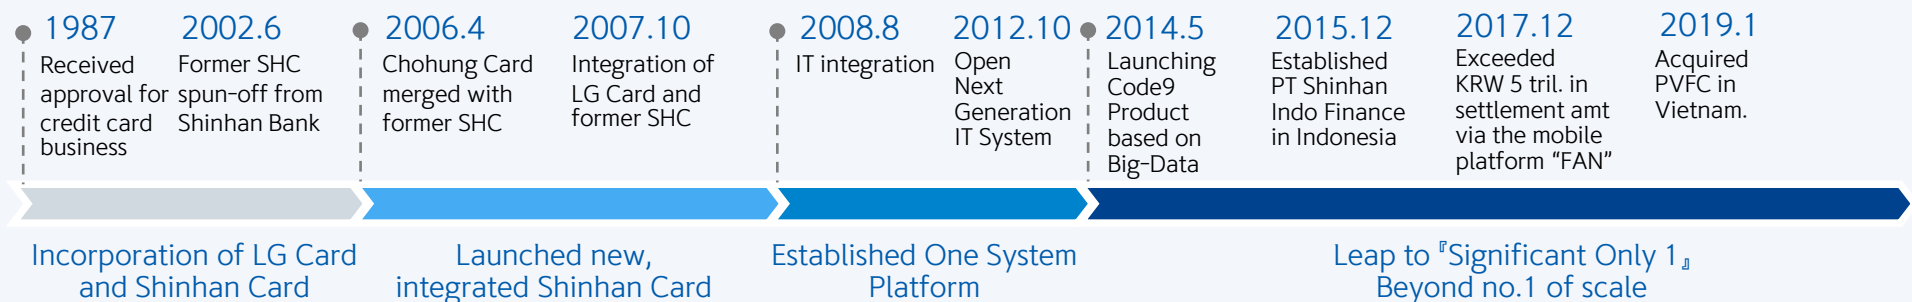 1987
Received
approval for
credit card
business
2002.6
Former SHC
spun-off from
Shinhan Bank
2006.4
Chohung Card
merged with
former SHC
2007.10
Integration of
LG Card and
former SHC
2008.8
IT integration
2012.10
Open
Next
Generation
IT System
2014.5
Launching
Code9
Product
based on
Big-Data
2015.12
Established
PT Shinhan
Indo Finance
in Indonesia
2017.12
Exceeded
KRW 5 tril. in
settlement amt
via the mobile
platform “FAN”
2019.1
Acquired
PVFC in
Vietnam.
Incorporation of LG Card
and Shinhan Card
Launched new,
integrated Shinhan Card
Established One System
Platform
Leap to『Significant Only 1』
Beyond no.1 of scale